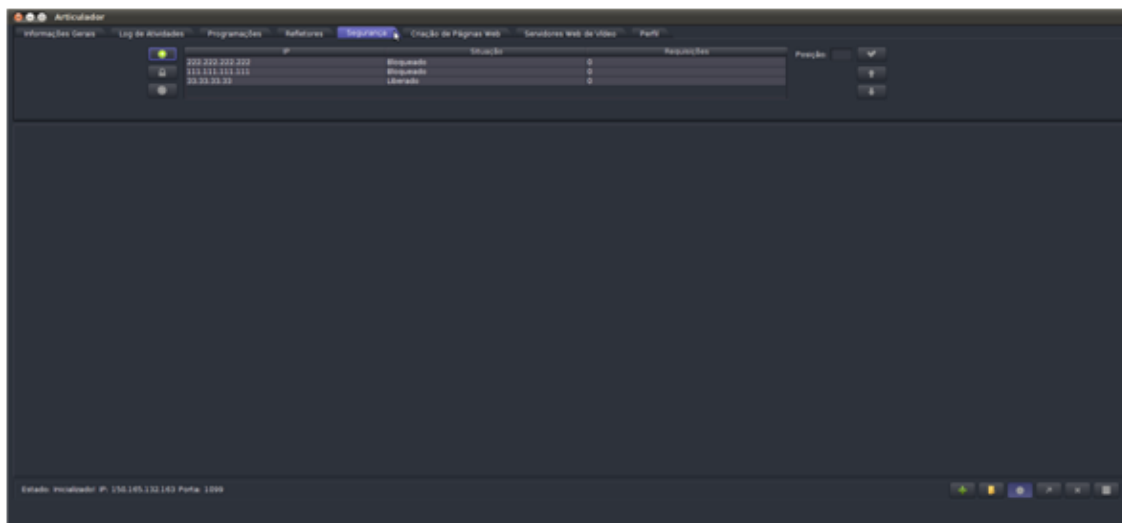 Articulador
Informações Gerais Log de Atividades Programações Refletores Segurança Criação de Páginas Web Servidores Web de Vídeo Perfil
IP Situação Requisições Posição:
222.222.222.222 Bloqueado 0
111.111.111.111 Bloqueado 0
33.33.33.33 Liberado 0
Estado: Inicializado! IP: 150.165.132.163 Porta: 1099